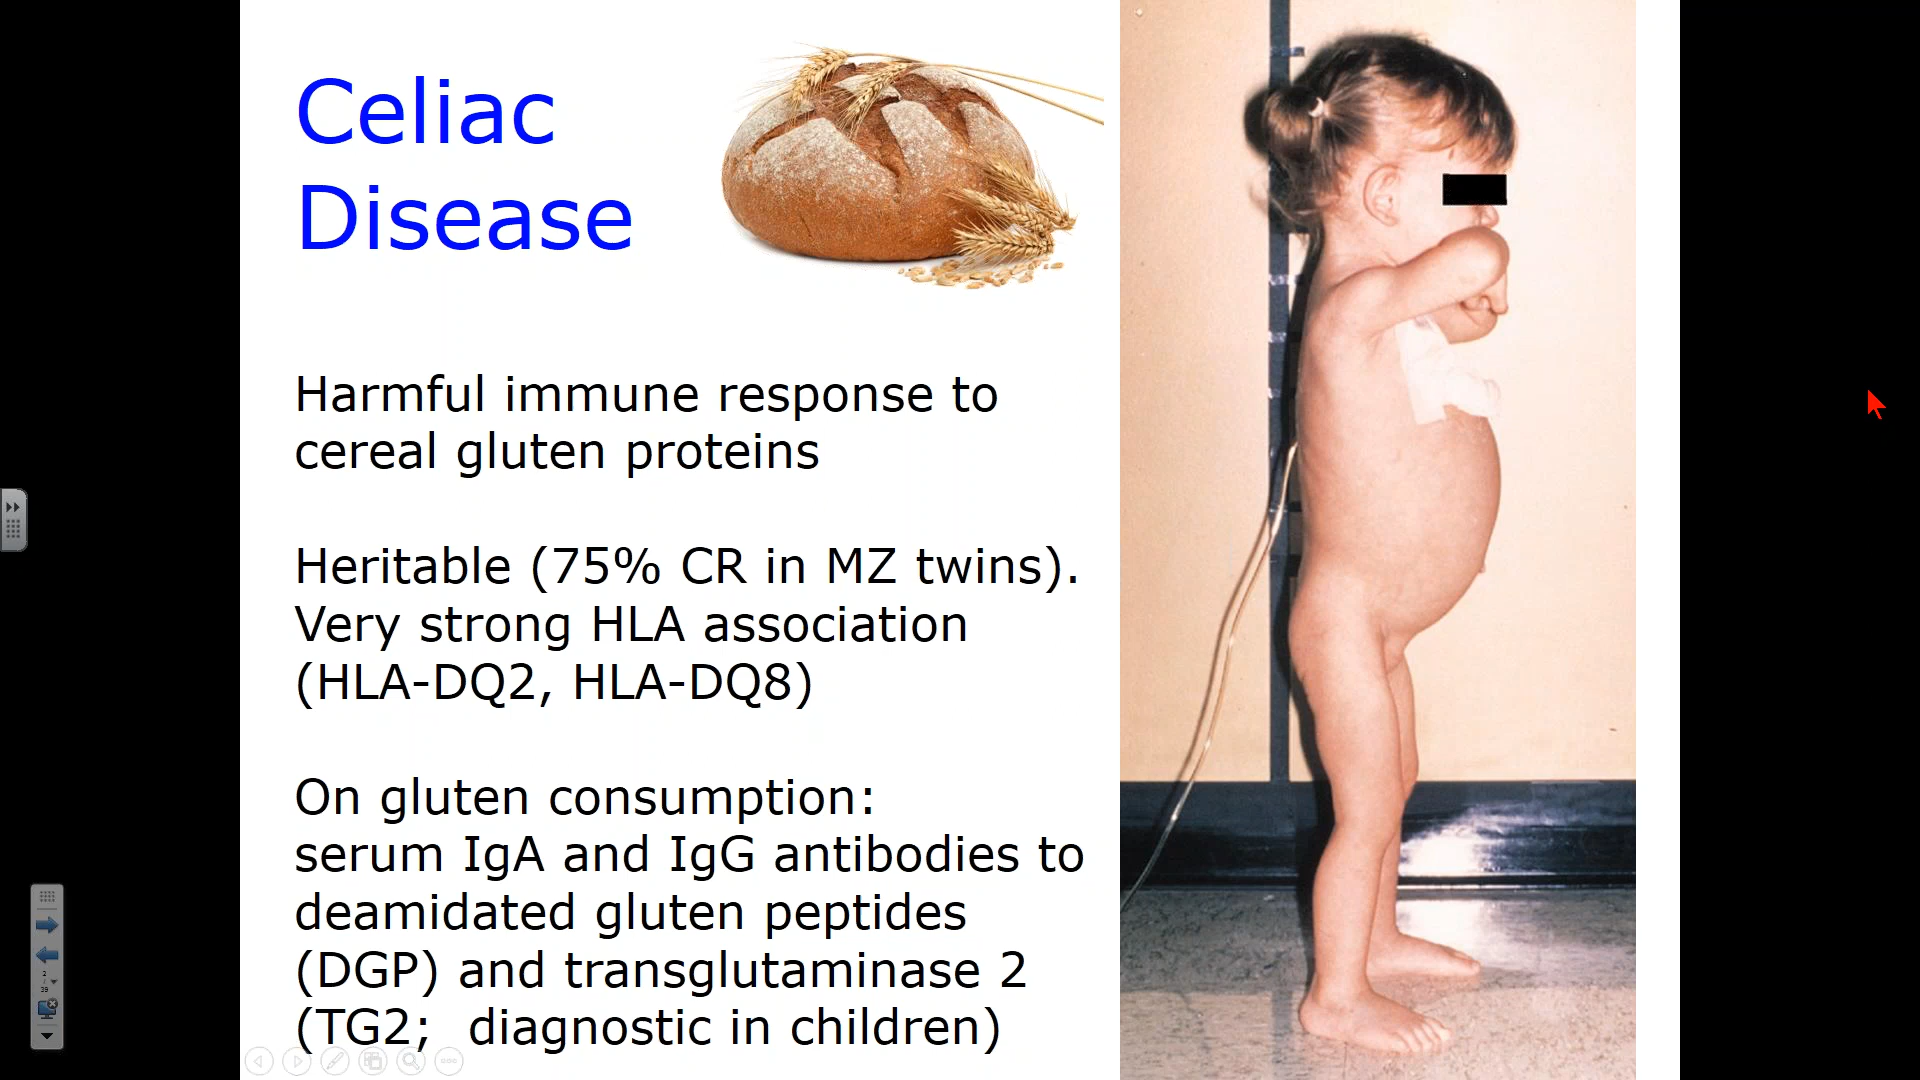 Celiac
Disease
Harmful immune response to
cereal gluten proteins
Heritable (75% CR in MZ twins).
Very strong HLA association
(HLA-DQ2, HLA-DQ8)
On gluten consumption:
serum IgA and IgG antibodies to
deamidated gluten peptides
(DGP) and transglutaminase 2
(TG2;  diagnostic in children)
2
39